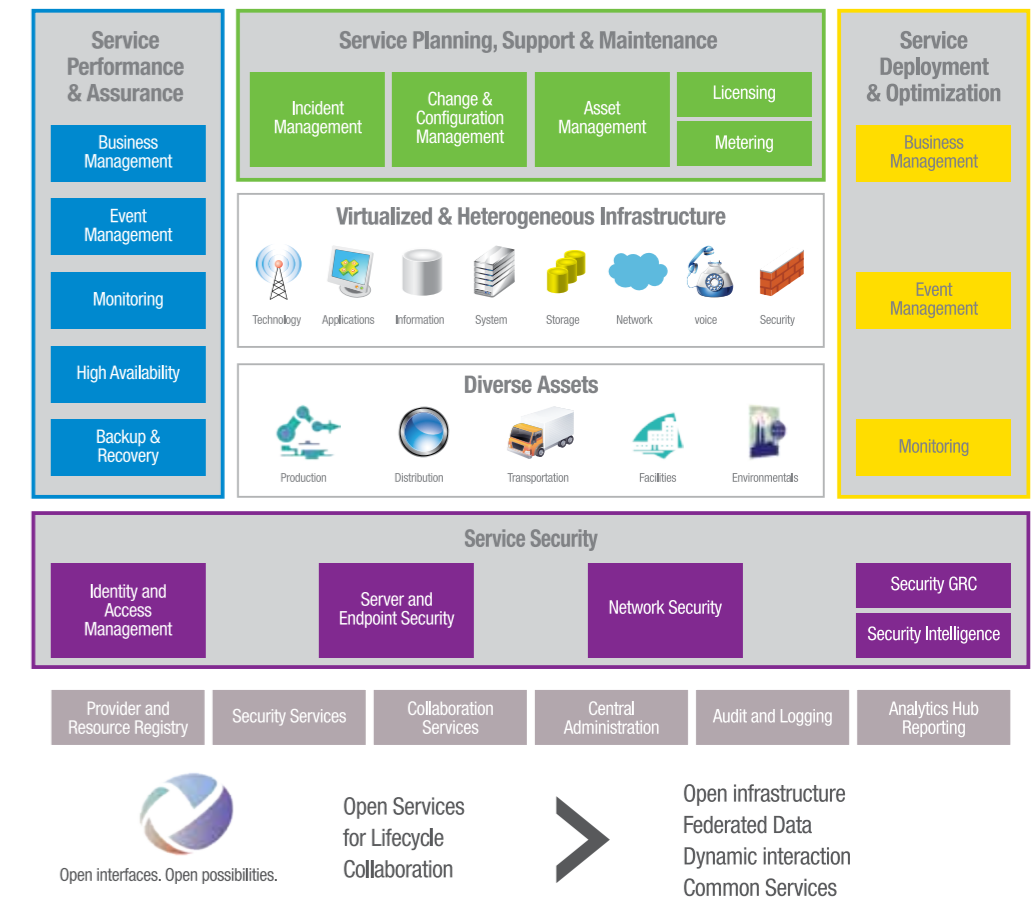 Service
Performance
& Assurance
Business
Management
Event
Management
Monitoring
High Availability
Backup &
Recovery
Service Planning, Support & Maintenance
Incident
Management
Change &
Configuration
Management
Asset
Management
Licensing
Metering
Virtualized & Heterogeneous Infrastructure
Technology
Applications
Information
System
Storage
Network
voice
Security
Diverse Assets
Production
Distribution
Transportation
Facilities
Environmentals
Service
Deployment
& Optimization
Business
Management
Event
Management
Monitoring
Service Security
Identity and
Access
Management
Server and
Endpoint Security
Network Security
Security GRC
Security Intelligence
Provider and
Resource Registry
Security Services
Collaboration
Services
Central
Administration
Audit and Logging
Analytics Hub
Reporting
Open interfaces. Open possibilities.
Open Services
for Lifecycle
Collaboration
Open infrastructure
Federated Data
Dynamic interaction
Common Services